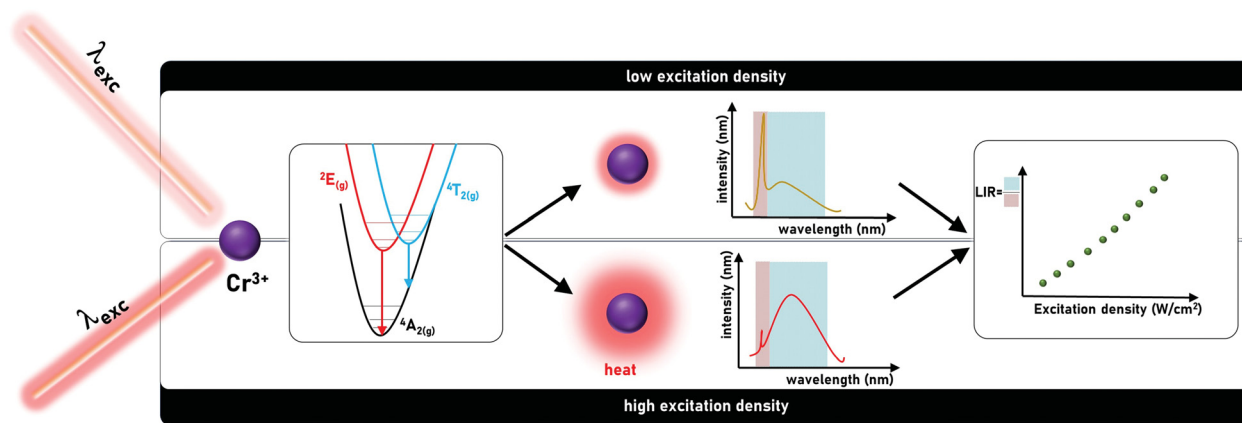 λexc
low excitation density
²E(g)
⁴T₂(g)
intensity (nm)
wavelength (nm)
LIR=
Cr³⁺
λexc
⁴A₂(g)
heat
intensity (nm)
wavelength (nm)
Excitation density (W/cm²)
high excitation density